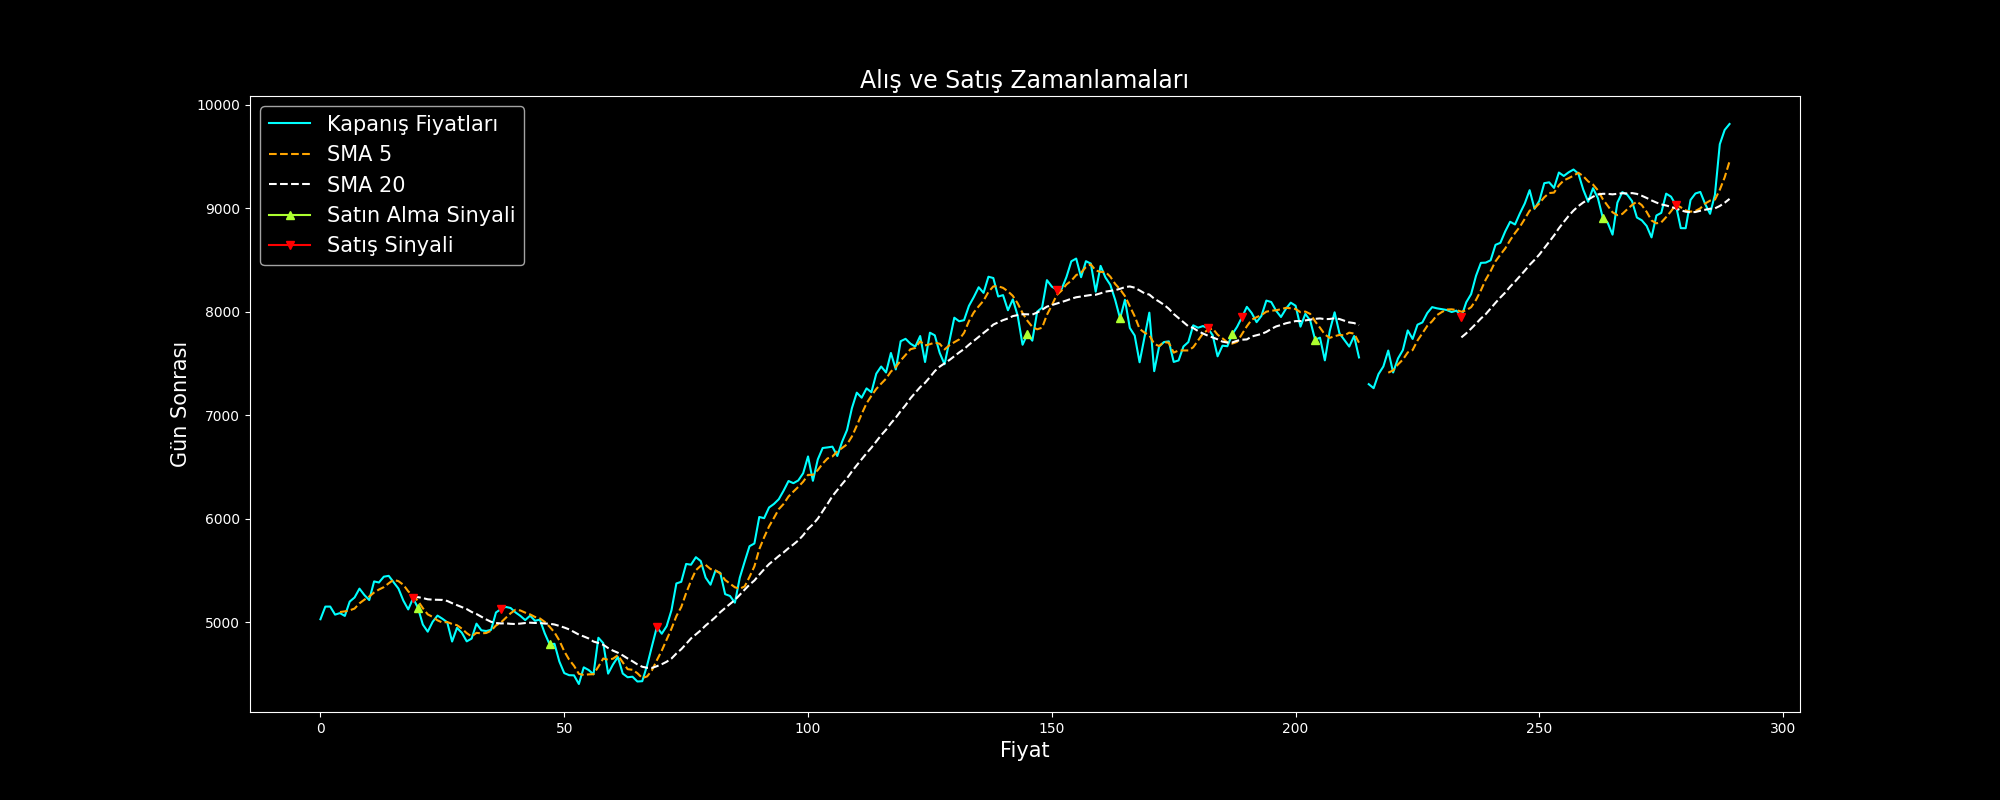 Alış ve Satış Zamanlamaları
Kapanış Fiyatları
SMA 5
SMA 20
Satın Alma Sinyali
Satış Sinyali
Gün Sonrası
10000
9000
8000
7000
6000
5000
0 50 100 150 200 250 300
Fiyat